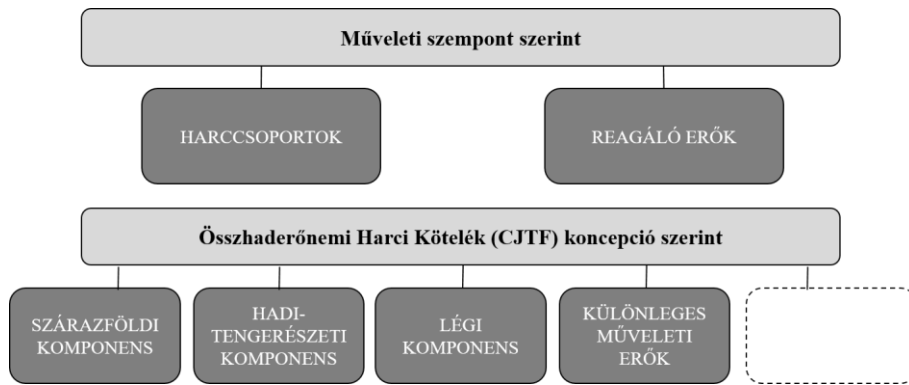 Műveleti szempont szerint
HARCCSOPORTOK
REAGÁLÓ ERŐK
Összhaderőnemi Harci Kötelék (CJTF) koncepció szerint
SZÁRAZFÖLDI
KOMPONENS
HADI-
TENGERÉSZETI
KOMPONENS
LÉGI
KOMPONENS
KÜLÖNLEGES
MŰVELETI
ERŐK